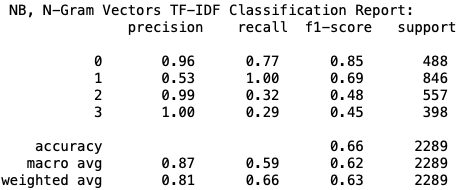 NB, N-Gram Vectors TF-IDF Classification Report:
precision recall f1-score support
0 0.96 0.77 0.85 488
1 0.53 1.00 0.69 846
2 0.99 0.32 0.48 557
3 1.00 0.29 0.45 398
accuracy 0.66 2289
macro avg 0.87 0.59 0.62 2289
weighted avg 0.81 0.66 0.63 2289